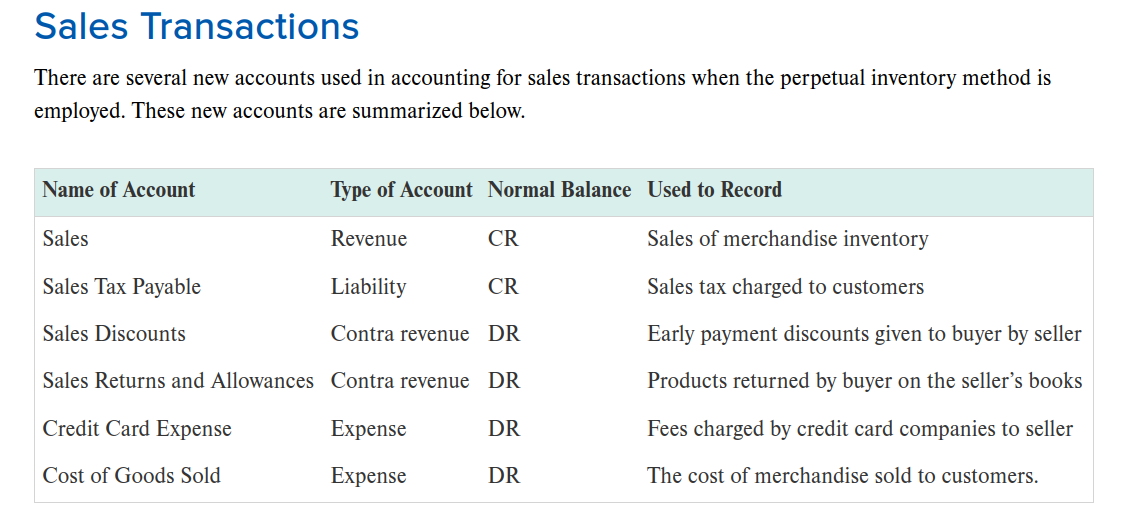 Sales Transactions
There are several new accounts used in accounting for sales transactions when the perpetual inventory method is
employed. These new accounts are summarized below.
Name of Account Type of Account Normal Balance Used to Record
Sales Revenue CR Sales of merchandise inventory
Sales Tax Payable Liability CR Sales tax charged to customers
Sales Discounts Contra revenue DR Early payment discounts given to buyer by seller
Sales Returns and Allowances Contra revenue DR Products returned by buyer on the seller’s books
Credit Card Expense Expense DR Fees charged by credit card companies to seller
Cost of Goods Sold Expense DR The cost of merchandise sold to customers.